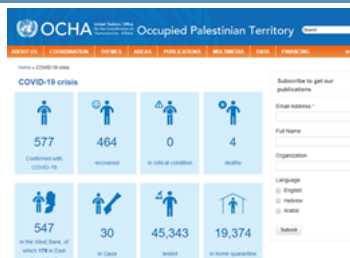 OCHA United Nations Office for the Coordination of Humanitarian Affairs Occupied Palestinian Territory
Search
ABOUT US COORDINATION THEMES AREAS PUBLICATIONS MULTIMEDIA DATA FINANCING
Home » COVID-19 crisis
COVID-19 crisis
577
Confirmed with
COVID-19
464
recovered
0
in critical condition
4
deaths
547
in the West Bank, of
which 179 in East
30
in Gaza
45,343
tested
19,374
in home quarantine
Subscribe to get our
publications
Email Address *
Full Name
Organization
Language
English
Hebrew
Arabic
Submit